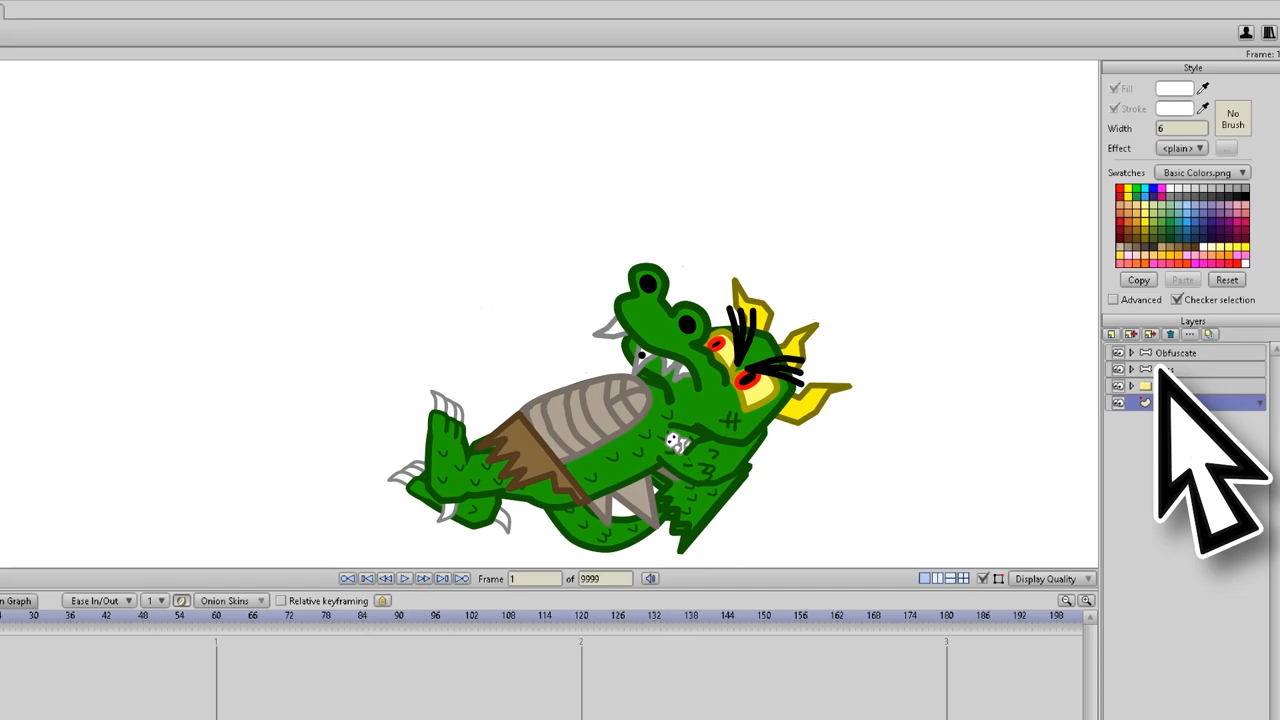 Frame: 1
Style
Fill
Stroke
No Brush
Width 6
Effect <plain>
Swatches Basic Colors.png
Copy Paste Reset
Advanced Checker selection
Layers
Obfuscate
Frame 1 of 9999 Display Quality
n Graph Ease In/Out 1 Onion Skins Relative keyframing
30 36 42 48 54 60 66 72 78 84 90 96 102 108 114 120 126 132 138 144 150 156 162 168 174 180 186 192 198
1 2 3